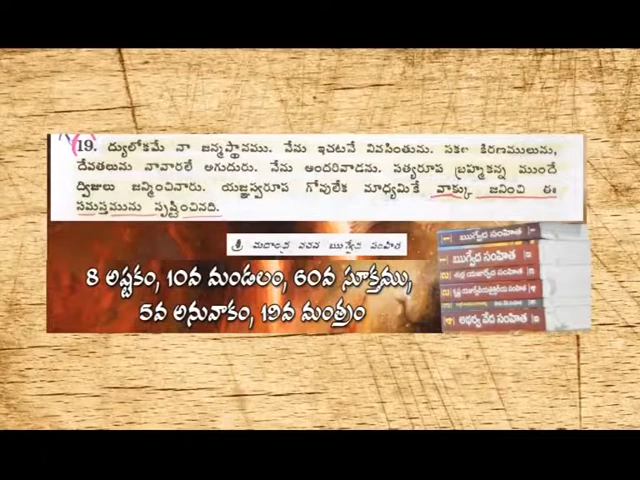 19. ద్యులోకమే నా జన్మస్థానము. నేను ఇచటనే నివసింతును. సకల కిరణములును,
దేవతలును నావారలే అగుదురు. నేను అందరివాడను. సత్యరూప బ్రహ్మకన్న ముందే
ద్విజులు జన్మించినారు. యజ్ఞస్వరూప గోవులేక మాధ్యమికే వాక్కు జనించి ఈ
సమస్తమును సృష్టించినది.
శ్రీ మదాంధ్ర వచన ఋగ్వేద సంహిత
8 అష్టకం, 10వ మండలం, 60వ సూక్తము,
5వ అనువాకం, 19వ మంత్రం
ఋగ్వేద సంహిత
ఋగ్వేద సంహిత
శుక్ల యజుర్వేద సంహిత
అథర్వ వేద సంహిత